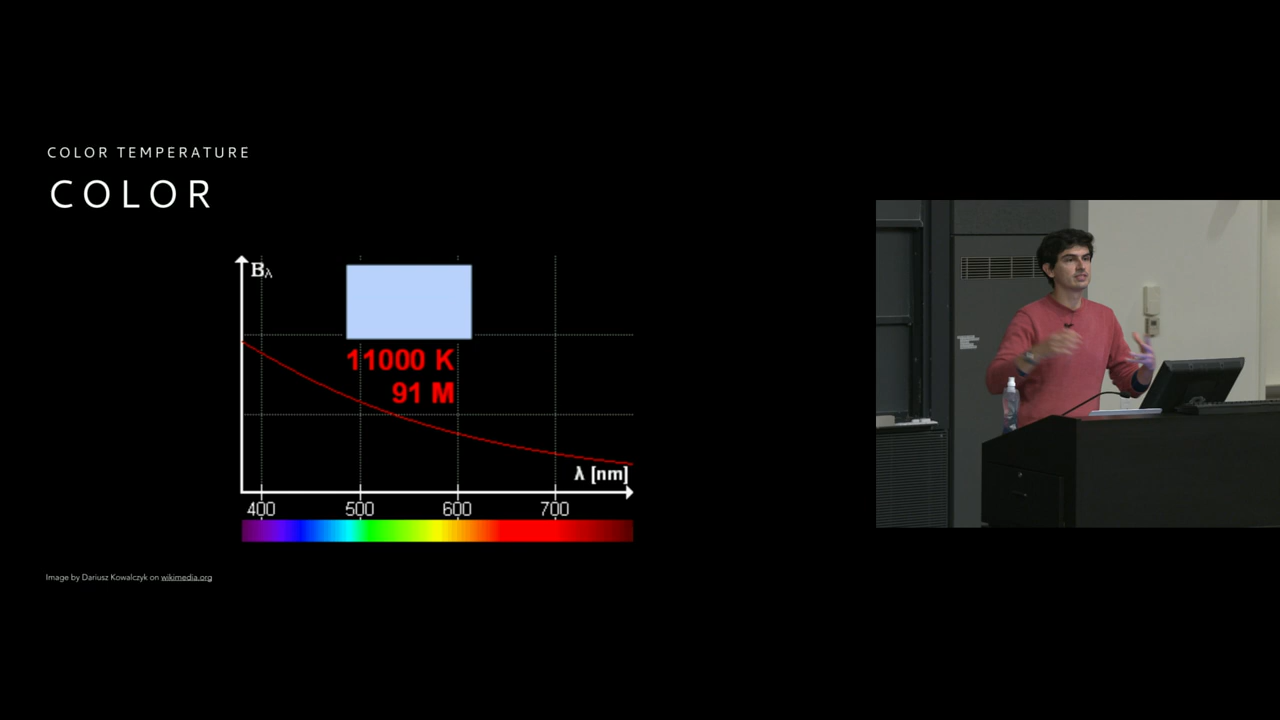 COLOR TEMPERATURE
COLOR
Bλ
11000 K
91 M
λ [nm]
400 500 600 700
Image by Dariusz Kowalczyk on wikimedia.org